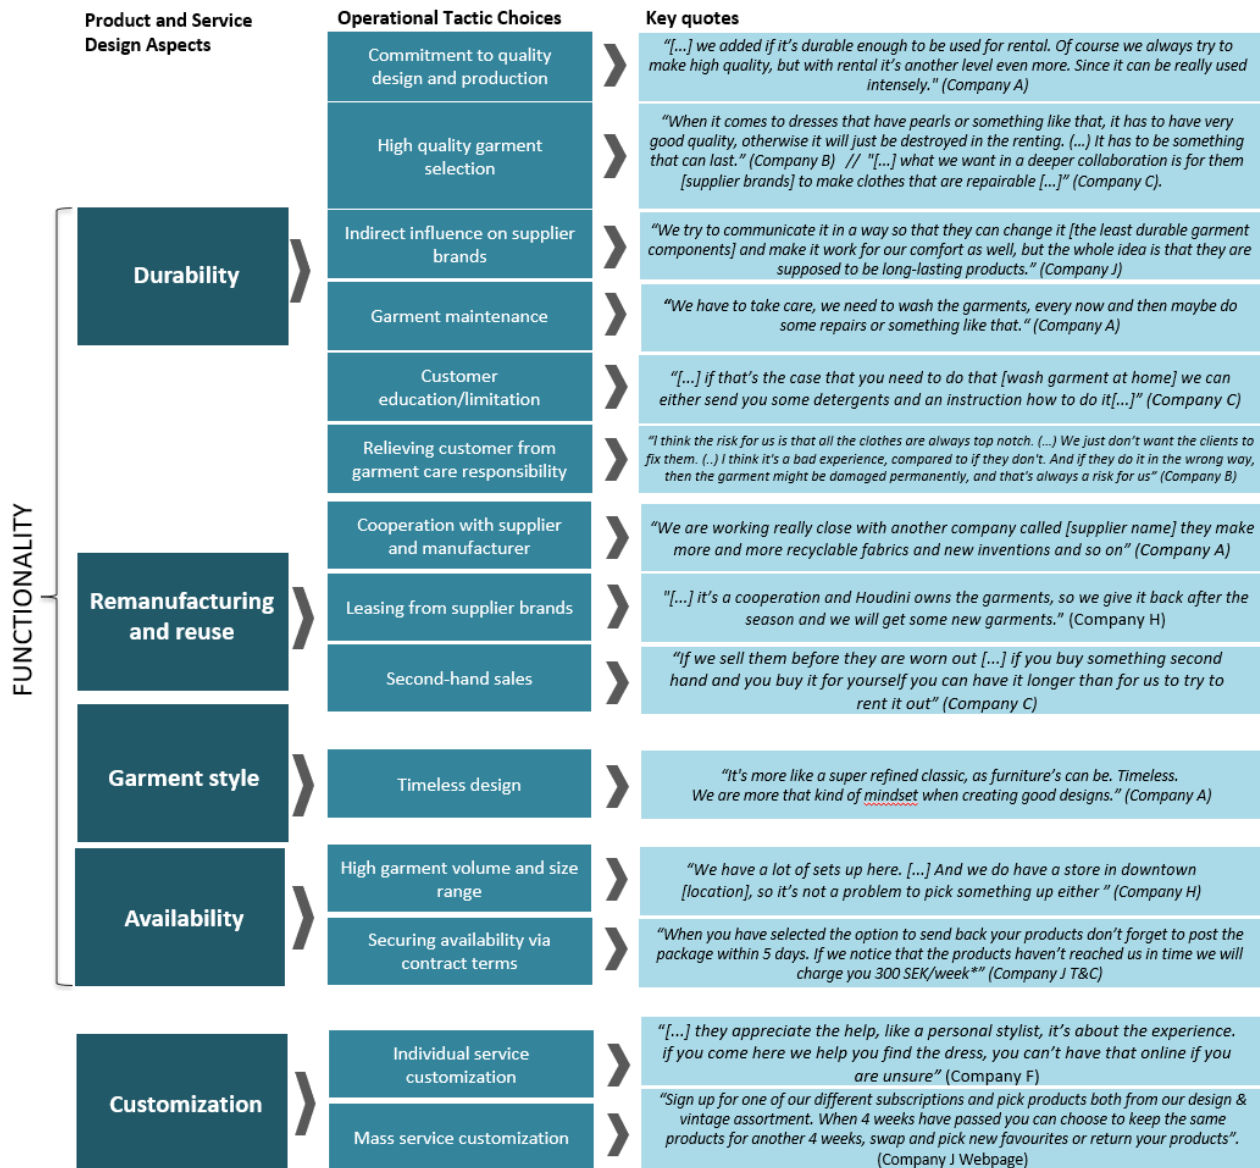 Product and Service
Design Aspects
Operational Tactic Choices
Key quotes
Commitment to quality
design and production
“[...] we added if it’s durable enough to be used for rental. Of course we always try to
make high quality, but with rental it’s another level even more. Since it can be really used
intensely." (Company A)
High quality garment
selection
“When it comes to dresses that have pearls or something like that, it has to have very
good quality, otherwise it will just be destroyed in the renting. (...) It has to be something
that can last.” (Company B) // "[...] what we want in a deeper collaboration is for them
[supplier brands] to make clothes that are repairable [...]” (Company C).
FUNCTIONALITY
Durability
Indirect influence on supplier
brands
“We try to communicate it in a way so that they can change it [the least durable garment
components] and make it work for our comfort as well, but the whole idea is that they are
supposed to be long-lasting products.” (Company J)
Garment maintenance
“We have to take care, we need to wash the garments, every now and then maybe do
some repairs or something like that.“ (Company A)
Customer
education/limitation
“[...] if that’s the case that you need to do that [wash garment at home] we can
either send you some detergents and an instruction how to do it[...]” (Company C)
Relieving customer from
garment care responsibility
“I think the risk for us is that all the clothes are always top notch. (...) We just don’t want the clients to
fix them. (..) I think it's a bad experience, compared to if they don't. And if they do it in the wrong way,
then the garment might be damaged permanently, and that's always a risk for us” (Company B)
Remanufacturing
and reuse
Cooperation with supplier
and manufacturer
“We are working really close with another company called [supplier name] they make
more and more recyclable fabrics and new inventions and so on” (Company A)
Leasing from supplier brands
"[...] it’s a cooperation and Houdini owns the garments, so we give it back after the
season and we will get some new garments.” (Company H)
Second-hand sales
“If we sell them before they are worn out [...] if you buy something second
hand and you buy it for yourself you can have it longer than for us to try to
rent it out” (Company C)
Garment style
Timeless design
“It's more like a super refined classic, as furniture’s can be. Timeless.
We are more that kind of mindset when creating good designs.” (Company A)
Availability
High garment volume and size
range
“We have a lot of sets up here. [...] And we do have a store in downtown
[location], so it’s not a problem to pick something up either ” (Company H)
Securing availability via
contract terms
“When you have selected the option to send back your products don’t forget to post the
package within 5 days. If we notice that the products haven’t reached us in time we will
charge you 300 SEK/week*” (Company J T&C)
Customization
Individual service
customization
“[...] they appreciate the help, like a personal stylist, it’s about the experience.
if you come here we help you find the dress, you can’t have that online if you
are unsure” (Company F)
Mass service customization
“Sign up for one of our different subscriptions and pick products both from our design &
vintage assortment. When 4 weeks have passed you can choose to keep the same
products for another 4 weeks, swap and pick new favourites or return your products”.
(Company J Webpage)